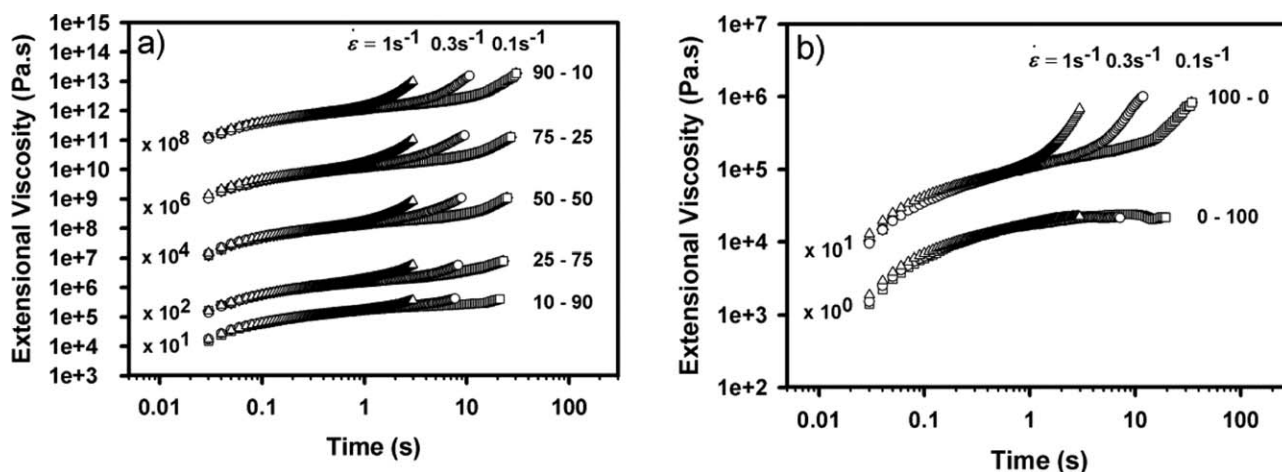 a)
ε̇ = 1s⁻¹ 0.3s⁻¹ 0.1s⁻¹
Extensional Viscosity (Pa.s)
1e+15
1e+14
1e+13
1e+12
1e+11
1e+10
1e+9
1e+8
1e+7
1e+6
1e+5
1e+4
1e+3
x 10⁸
x 10⁶
x 10⁴
x 10²
x 10¹
90 - 10
75 - 25
50 - 50
25 - 75
10 - 90
0.01 0.1 1 10 100
Time (s)
b)
ε̇ = 1s⁻¹ 0.3s⁻¹ 0.1s⁻¹
Extensional Viscosity (Pa.s)
1e+7
1e+6
1e+5
1e+4
1e+3
1e+2
x 10¹
x 10⁰
100 - 0
0 - 100
0.01 0.1 1 10 100
Time (s)